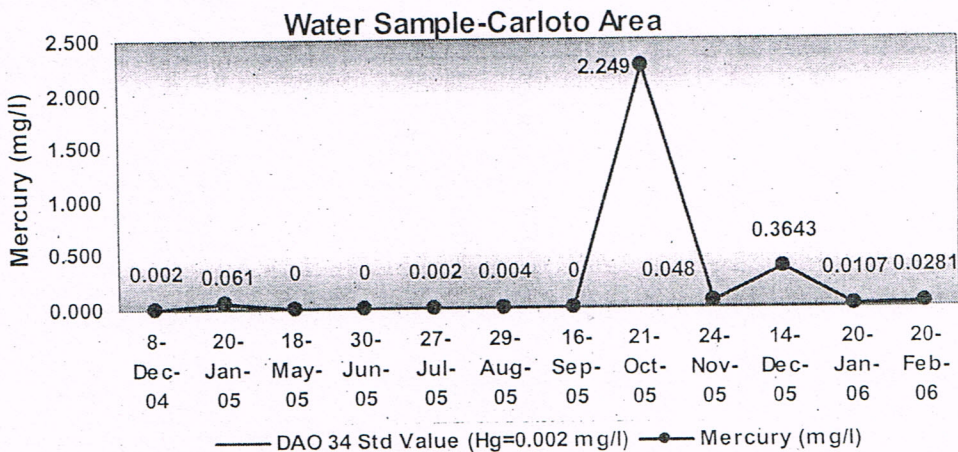 Water Sample-Carloto Area
Mercury (mg/l)
2.500
2.000
1.500
1.000
0.500
0.000
0.002 0.061 0 0 0.002 0.004 0 2.249 0.048 0.3643 0.0107 0.0281
8- 20- 18- 30- 27- 29- 16- 21- 24- 14- 20- 20-
Dec- Jan- May- Jun- Jul- Aug- Sep- Oct- Nov- Dec- Jan- Feb-
04 05 05 05 05 05 05 05 05 05 06 06
DAO 34 Std Value (Hg=0.002 mg/l) Mercury (mg/l)